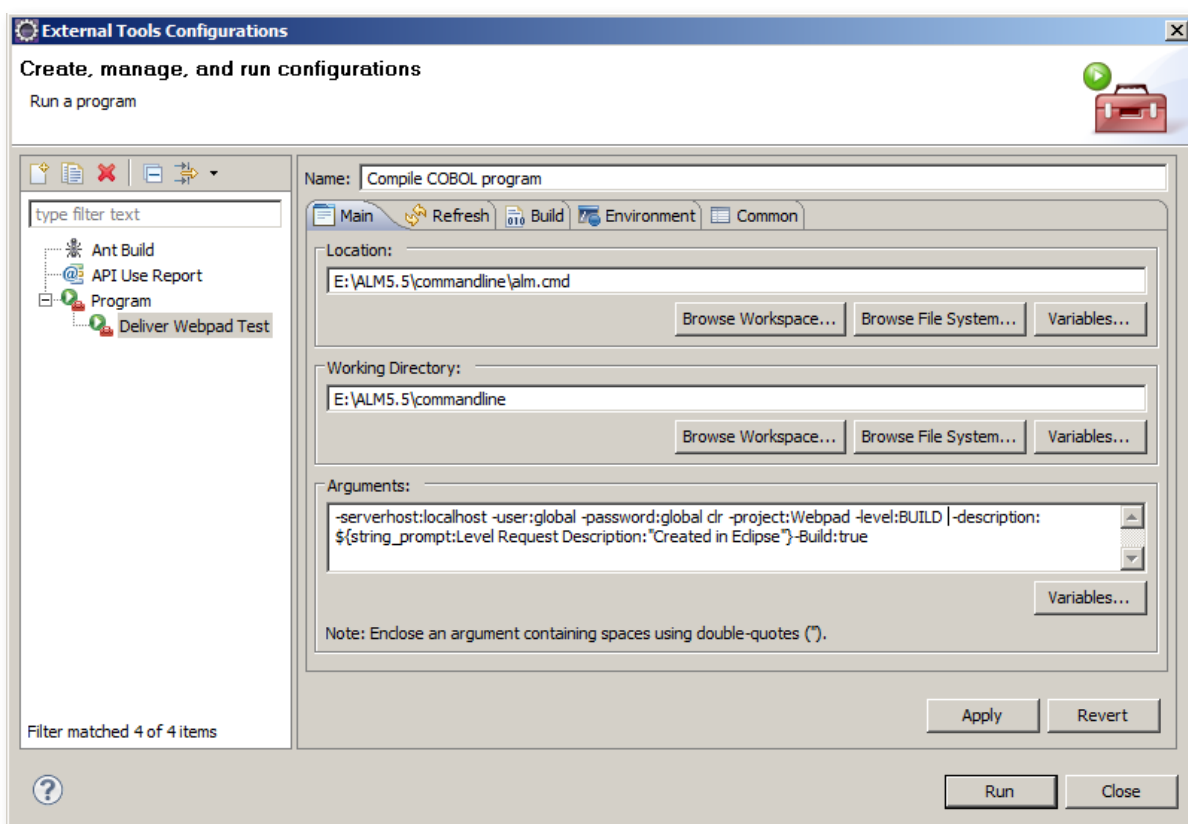 External Tools Configurations
Create, manage, and run configurations
Run a program
type filter text
Ant Build
API Use Report
Program
Deliver Webpad Test
Filter matched 4 of 4 items
Name: Compile COBOL program
Main Refresh 010 Build Environment Common
Location:
E:\ALM5.5\commandline\alm.cmd
Browse Workspace... Browse File System... Variables...
Working Directory:
E:\ALM5.5\commandline
Browse Workspace... Browse File System... Variables...
Arguments:
-serverhost:localhost -user:global -password:global clr -project:Webpad -level:BUILD -description:
${string_prompt:Level Request Description:"Created in Eclipse"}-Build:true
Variables...
Note: Enclose an argument containing spaces using double-quotes (").
Apply Revert
? Run Close